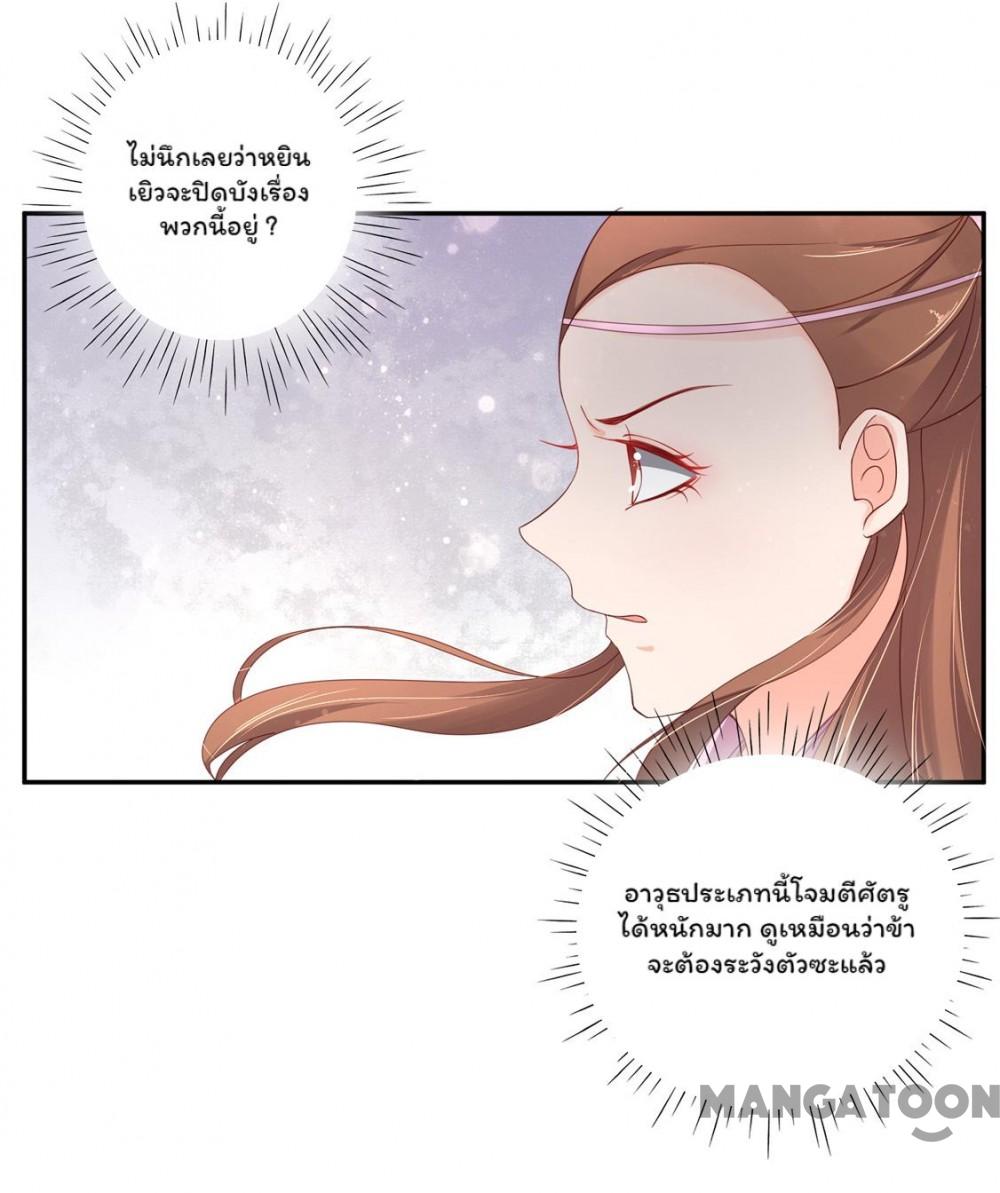 ไม่นึกเลยว่าหยิน
เยิวจะปิดบังเรื่อง
พวกนี้อยู่ ?
อาวุธประเภทนี้โจมตีศัตรู
ได้หนักมาก ดูเหมือนว่าข้า
จะต้องระวังตัวซะแล้ว
MANGATOON